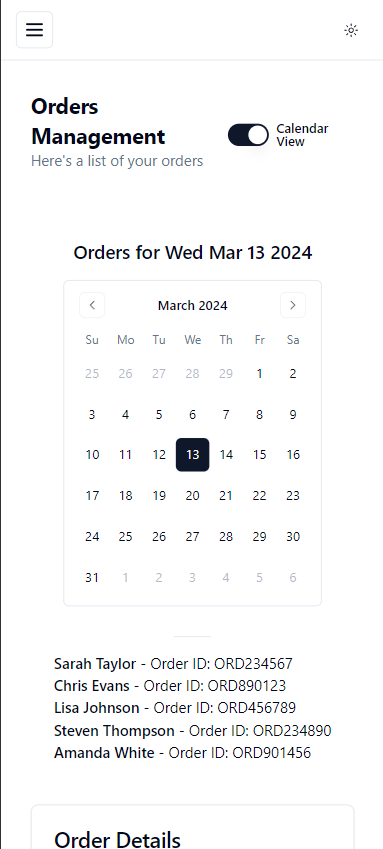 Orders
Management
Here's a list of your orders
Calendar
View
Orders for Wed Mar 13 2024
March 2024
Su Mo Tu We Th Fr Sa
25 26 27 28 29 1 2
3 4 5 6 7 8 9
10 11 12 13 14 15 16
17 18 19 20 21 22 23
24 25 26 27 28 29 30
31 1 2 3 4 5 6
Sarah Taylor - Order ID: ORD234567
Chris Evans - Order ID: ORD890123
Lisa Johnson - Order ID: ORD456789
Steven Thompson - Order ID: ORD234890
Amanda White - Order ID: ORD901456
Order Details